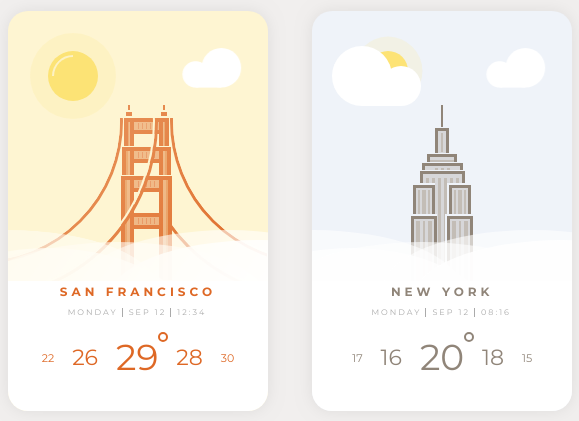 SAN FRANCISCO
MONDAY | SEP 12 | 12:34
22 26 29° 28 30
NEW YORK
MONDAY | SEP 12 | 08:16
17 16 20° 18 15